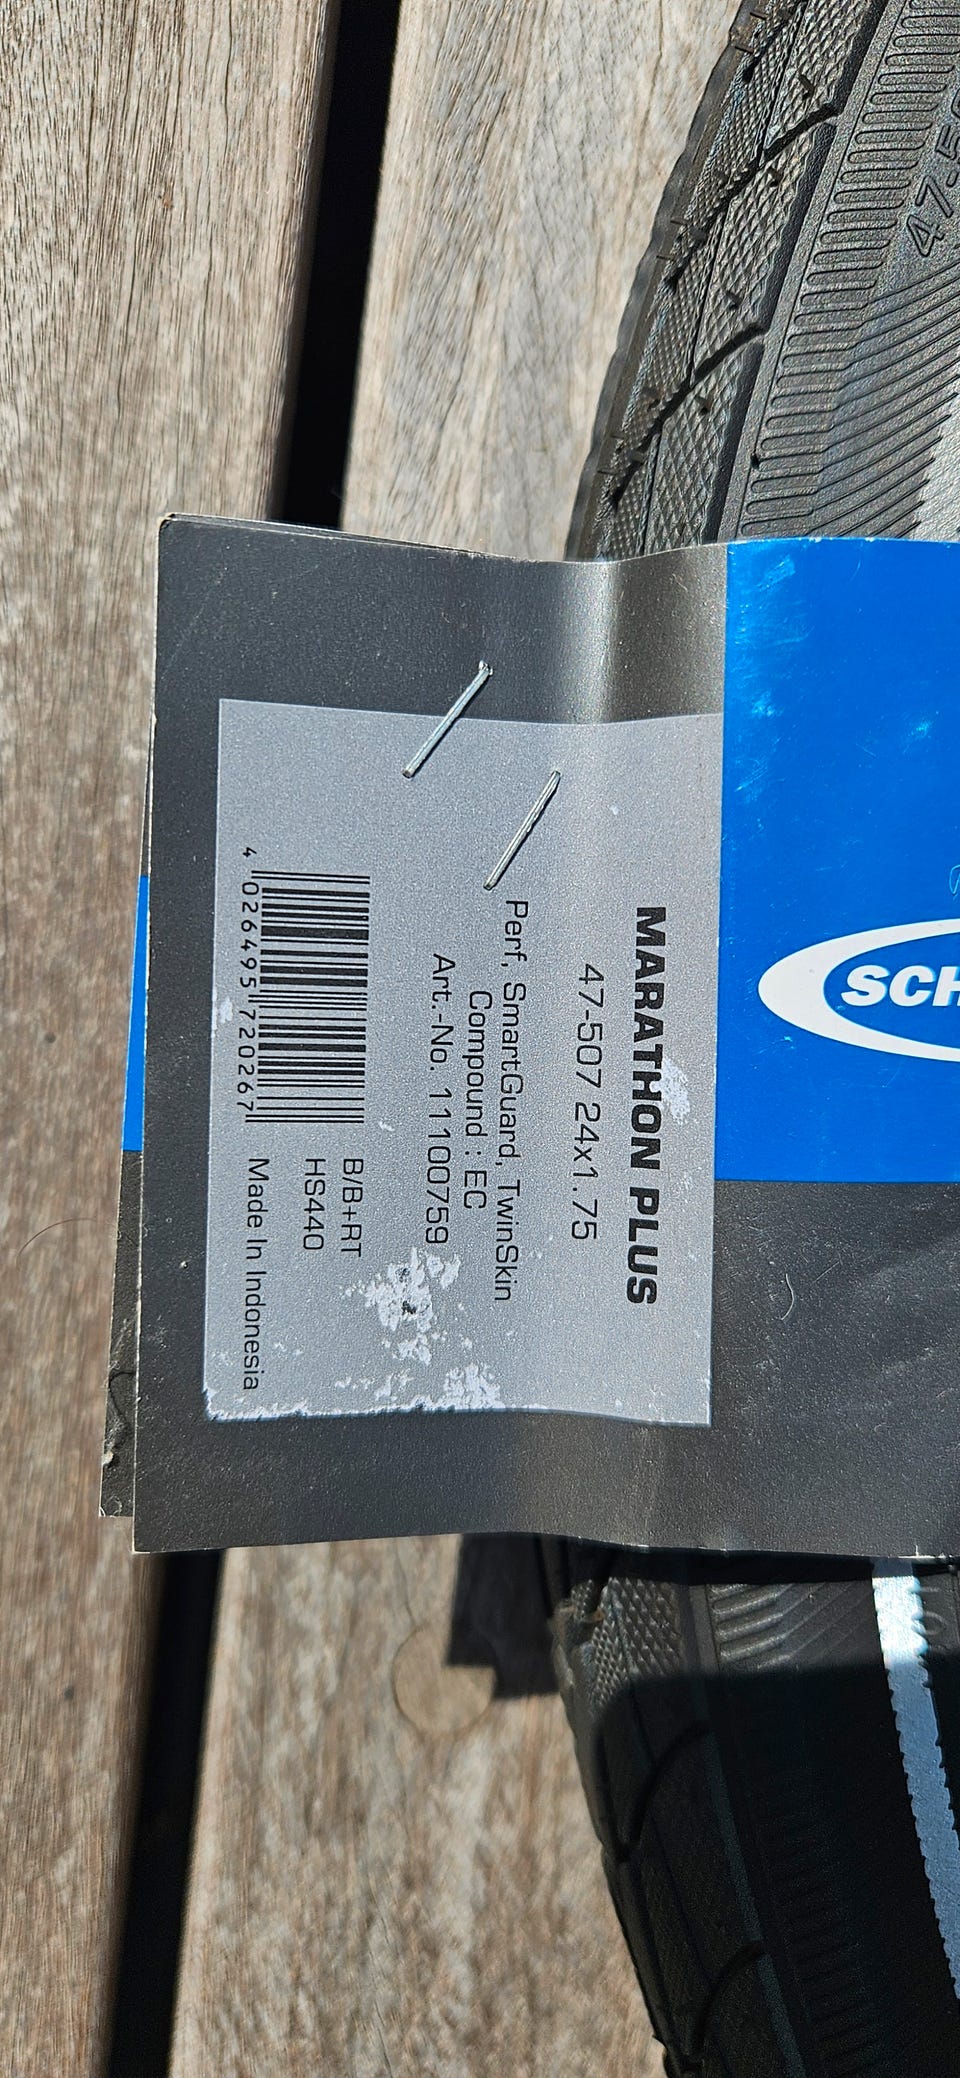 SCH
MARATHON PLUS
47-507 24x1.75
Perf, SmartGuard, TwinSkin
Compound : EC
Art.-No. 11100759
B/B+RT
HS440
4 026495 720267
Made In Indonesia
47-50